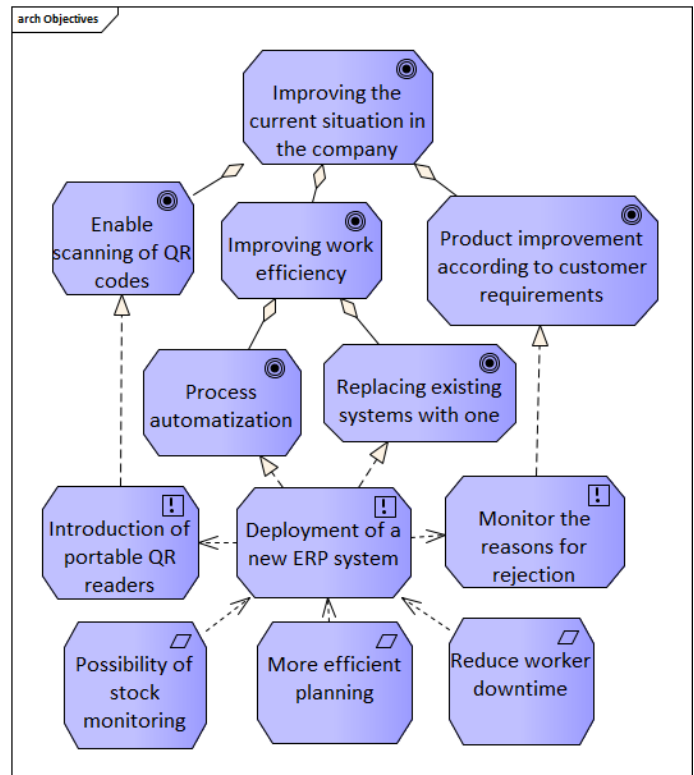 arch Objectives
Improving the
current situation in
the company
Enable
scanning of QR
codes
Improving work
efficiency
Product improvement
according to customer
requirements
Process
automatization
Replacing existing
systems with one
Introduction of
portable QR
readers
Deployment of a
new ERP system
Monitor the
reasons for
rejection
Possibility of
stock
monitoring
More efficient
planning
Reduce worker
downtime